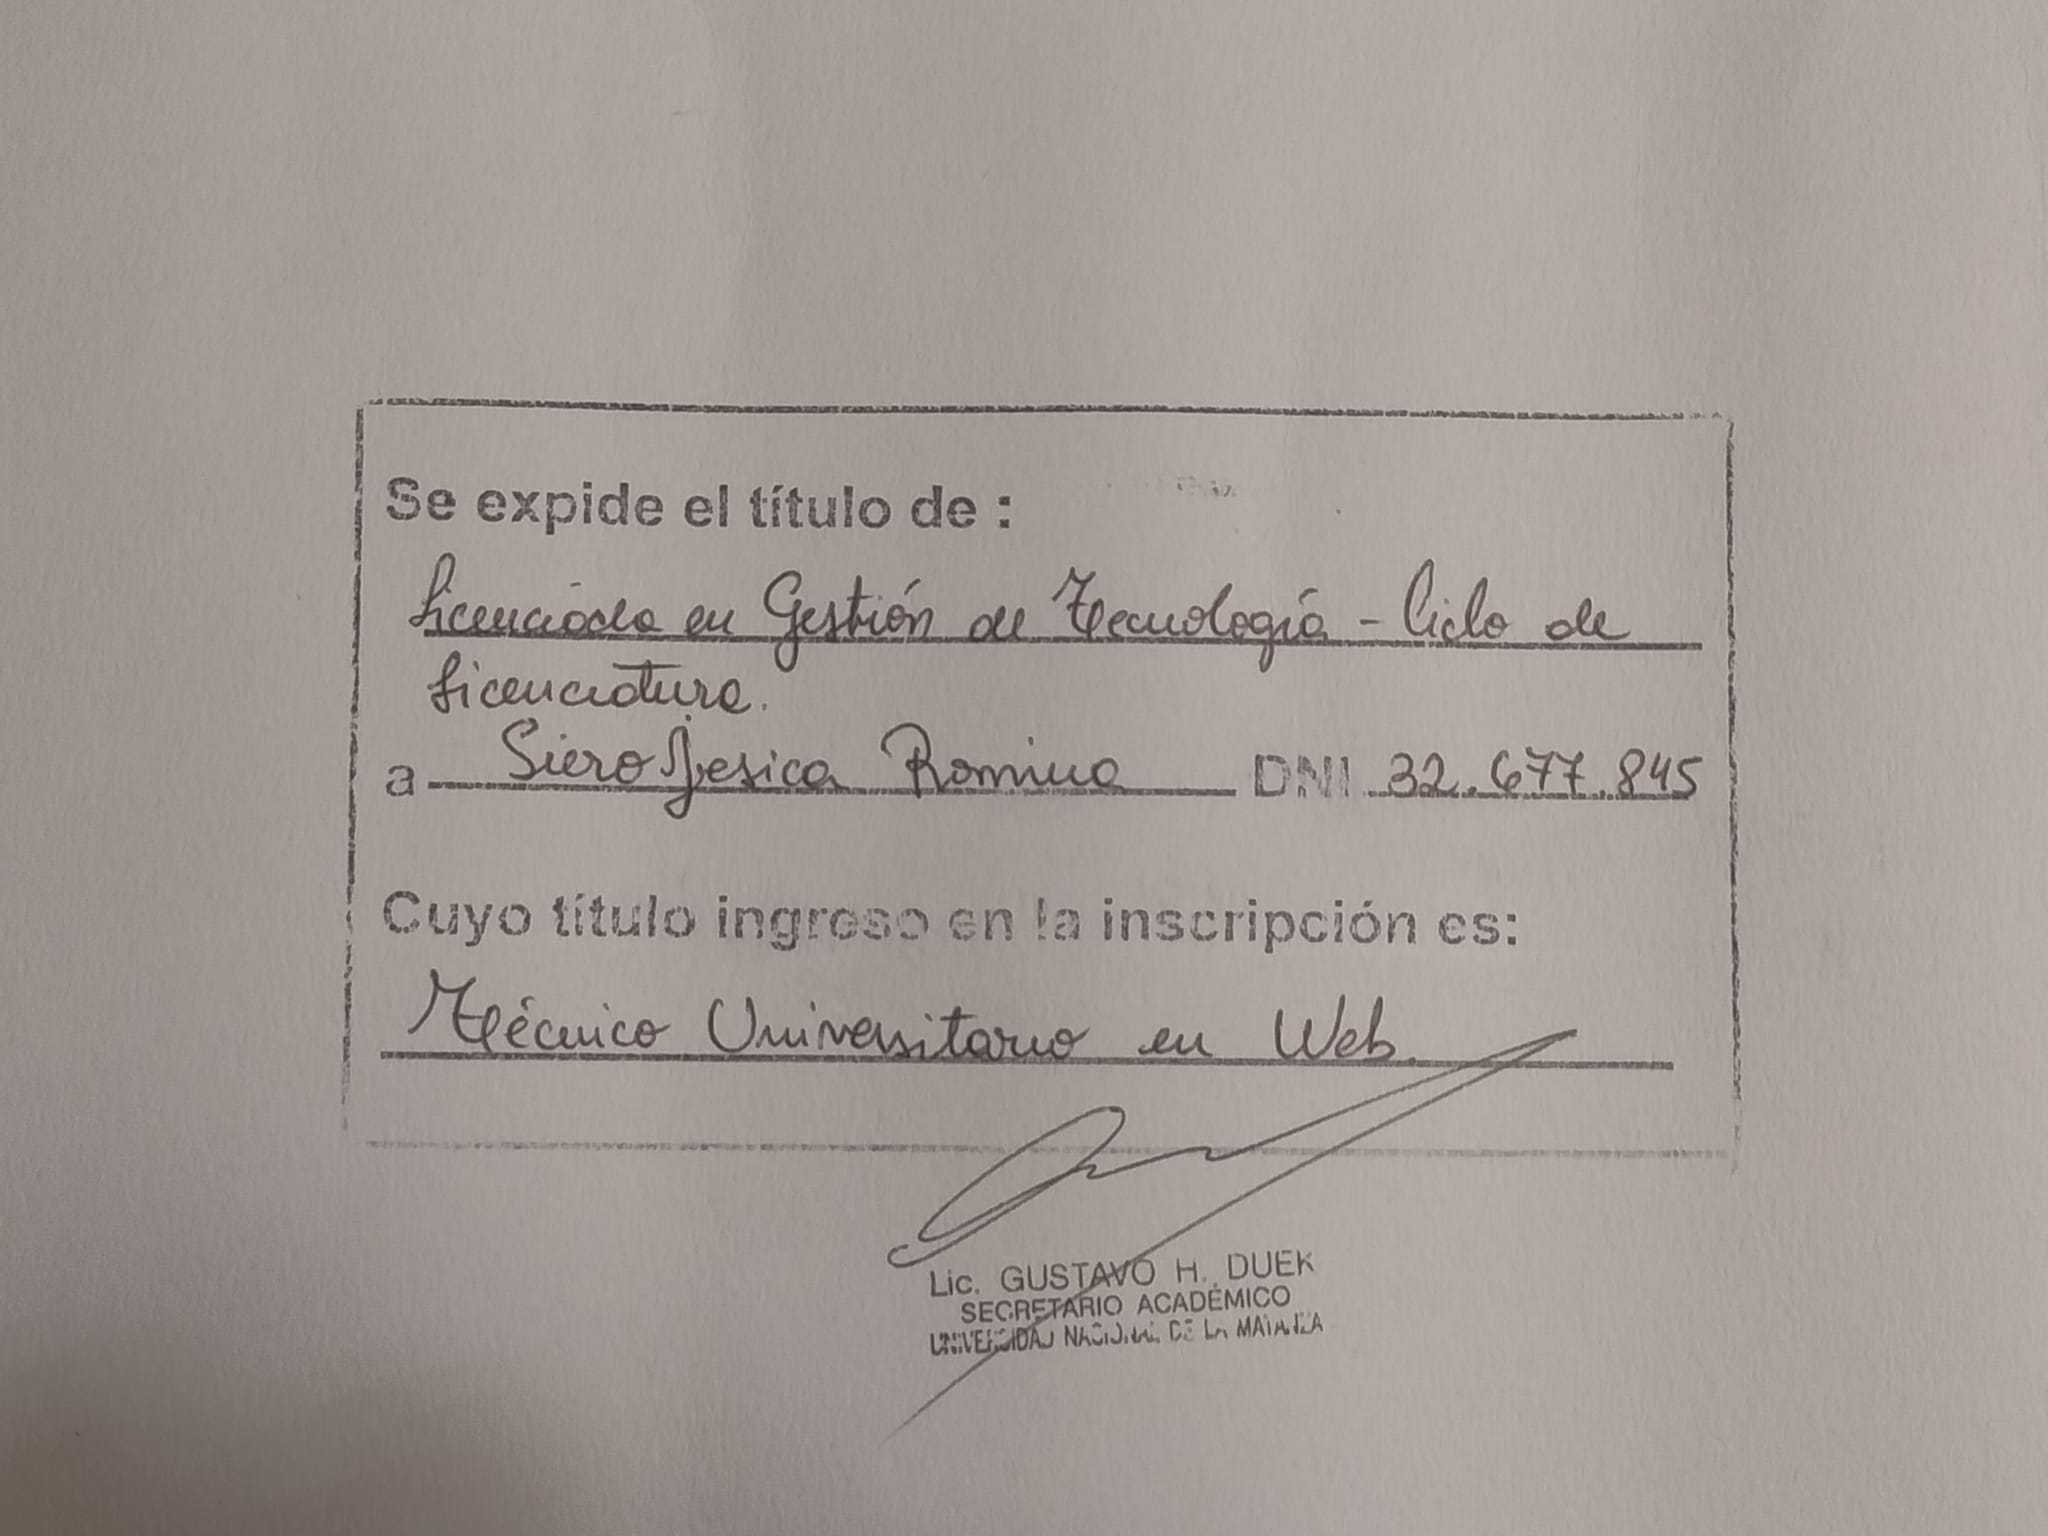 Se expide el título de :
Licenciada en Gestión de Tecnología - Ciclo de
Licenciatura.
a Siero Jesica Romina DNI 32.677.845
Cuyo título ingreso en la inscripción es:
Técnico Universitario en Web.
Lic. GUSTAVO H. DUEK
SECRETARIO ACADÉMICO
UNIVERSIDAD NACIONAL DE LA MATANZA